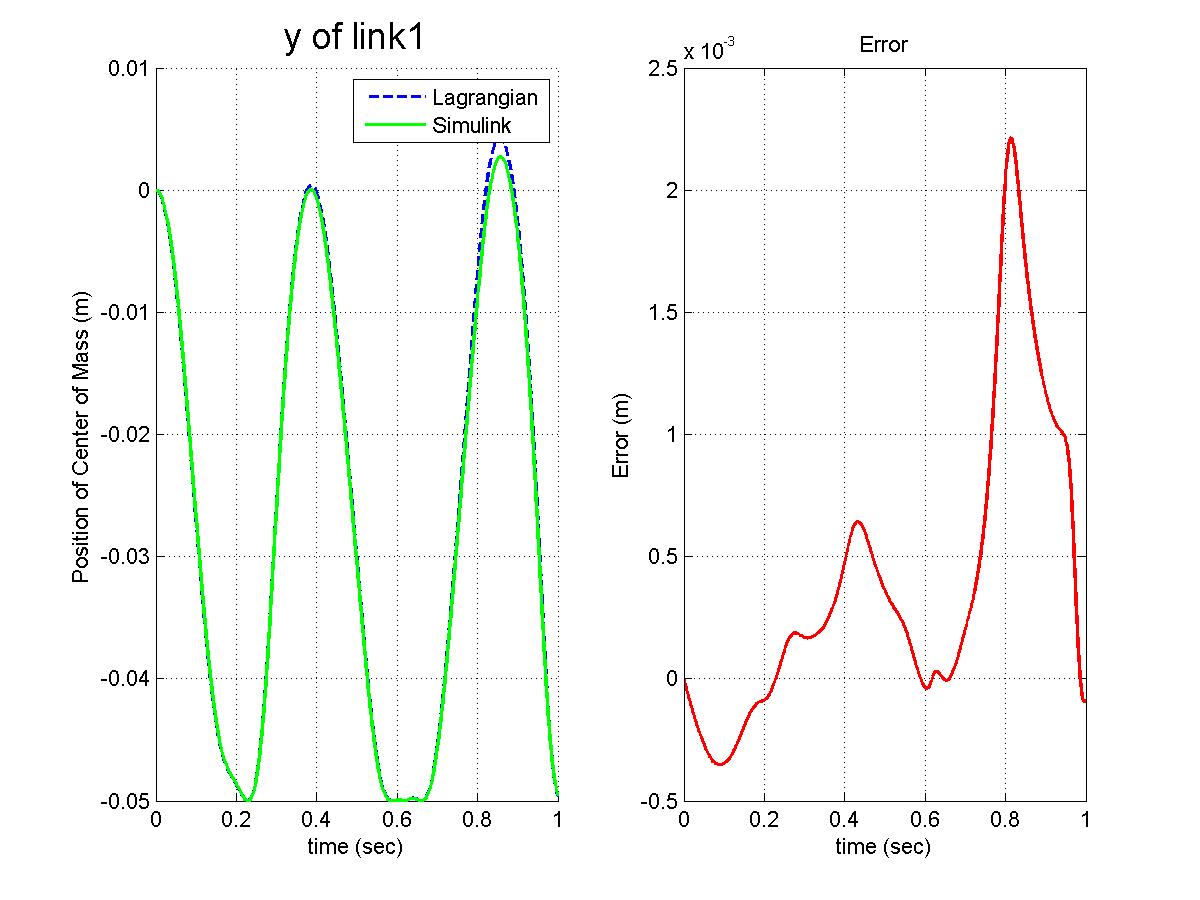 y of link1
0.01
0
-0.01
-0.02
-0.03
-0.04
-0.05
0
0.2
0.4
0.6
0.8
1
Position of Center of Mass (m)
time (sec)
Lagrangian
Simulink
Error
x 10-3
2.5
2
1.5
1
0.5
0
-0.5
0
0.2
0.4
0.6
0.8
1
Error (m)
time (sec)